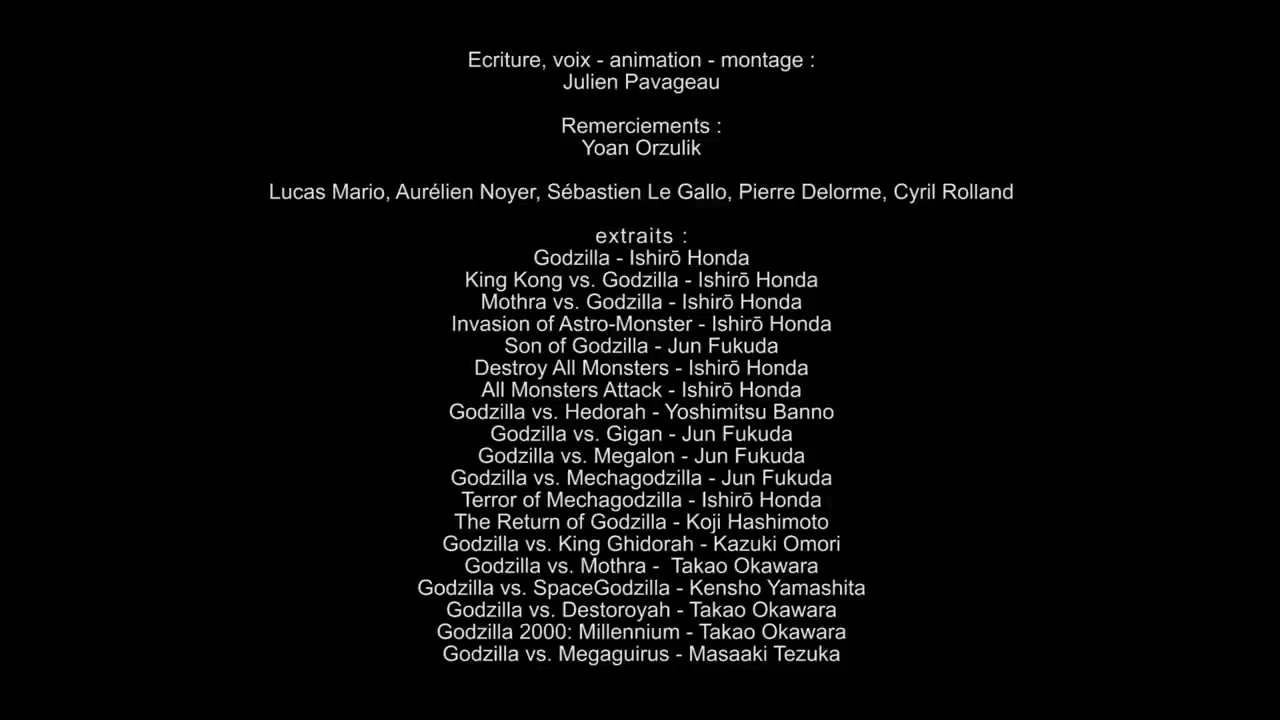 Ecriture, voix - animation - montage :
Julien Pavageau
Remerciements :
Yoan Orzulik
Lucas Mario, Aurélien Noyer, Sébastien Le Gallo, Pierre Delorme, Cyril Rolland
extraits :
Godzilla - Ishirō Honda
King Kong vs. Godzilla - Ishirō Honda
Mothra vs. Godzilla - Ishirō Honda
Invasion of Astro-Monster - Ishirō Honda
Son of Godzilla - Jun Fukuda
Destroy All Monsters - Ishirō Honda
All Monsters Attack - Ishirō Honda
Godzilla vs. Hedorah - Yoshimitsu Banno
Godzilla vs. Gigan - Jun Fukuda
Godzilla vs. Megalon - Jun Fukuda
Godzilla vs. Mechagodzilla - Jun Fukuda
Terror of Mechagodzilla - Ishirō Honda
The Return of Godzilla - Koji Hashimoto
Godzilla vs. King Ghidorah - Kazuki Omori
Godzilla vs. Mothra -  Takao Okawara
Godzilla vs. SpaceGodzilla - Kensho Yamashita
Godzilla vs. Destoroyah - Takao Okawara
Godzilla 2000: Millennium - Takao Okawara
Godzilla vs. Megaguirus - Masaaki Tezuka